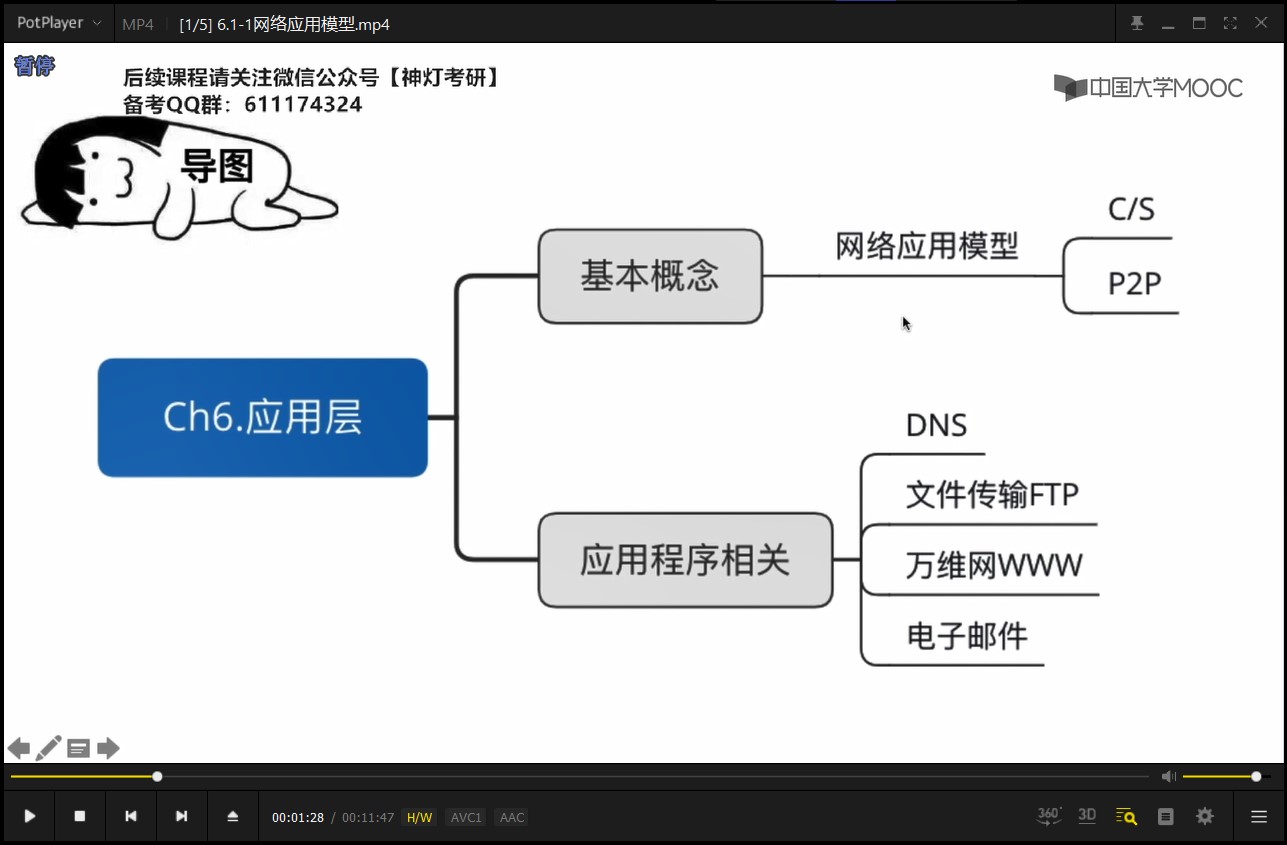 PotPlayer
MP4
[1/5] 6.1-1网络应用模型.mp4
暂停
后续课程请关注微信公众号【神灯考研】
备考QQ群：611174324
中国大学MOOC
导图
C/S
网络应用模型
基本概念
P2P
Ch6.应用层
DNS
文件传输FTP
应用程序相关
万维网WWW
电子邮件
00:01:28 / 00:11:47 H/W AVC1 AAC
360°
3D